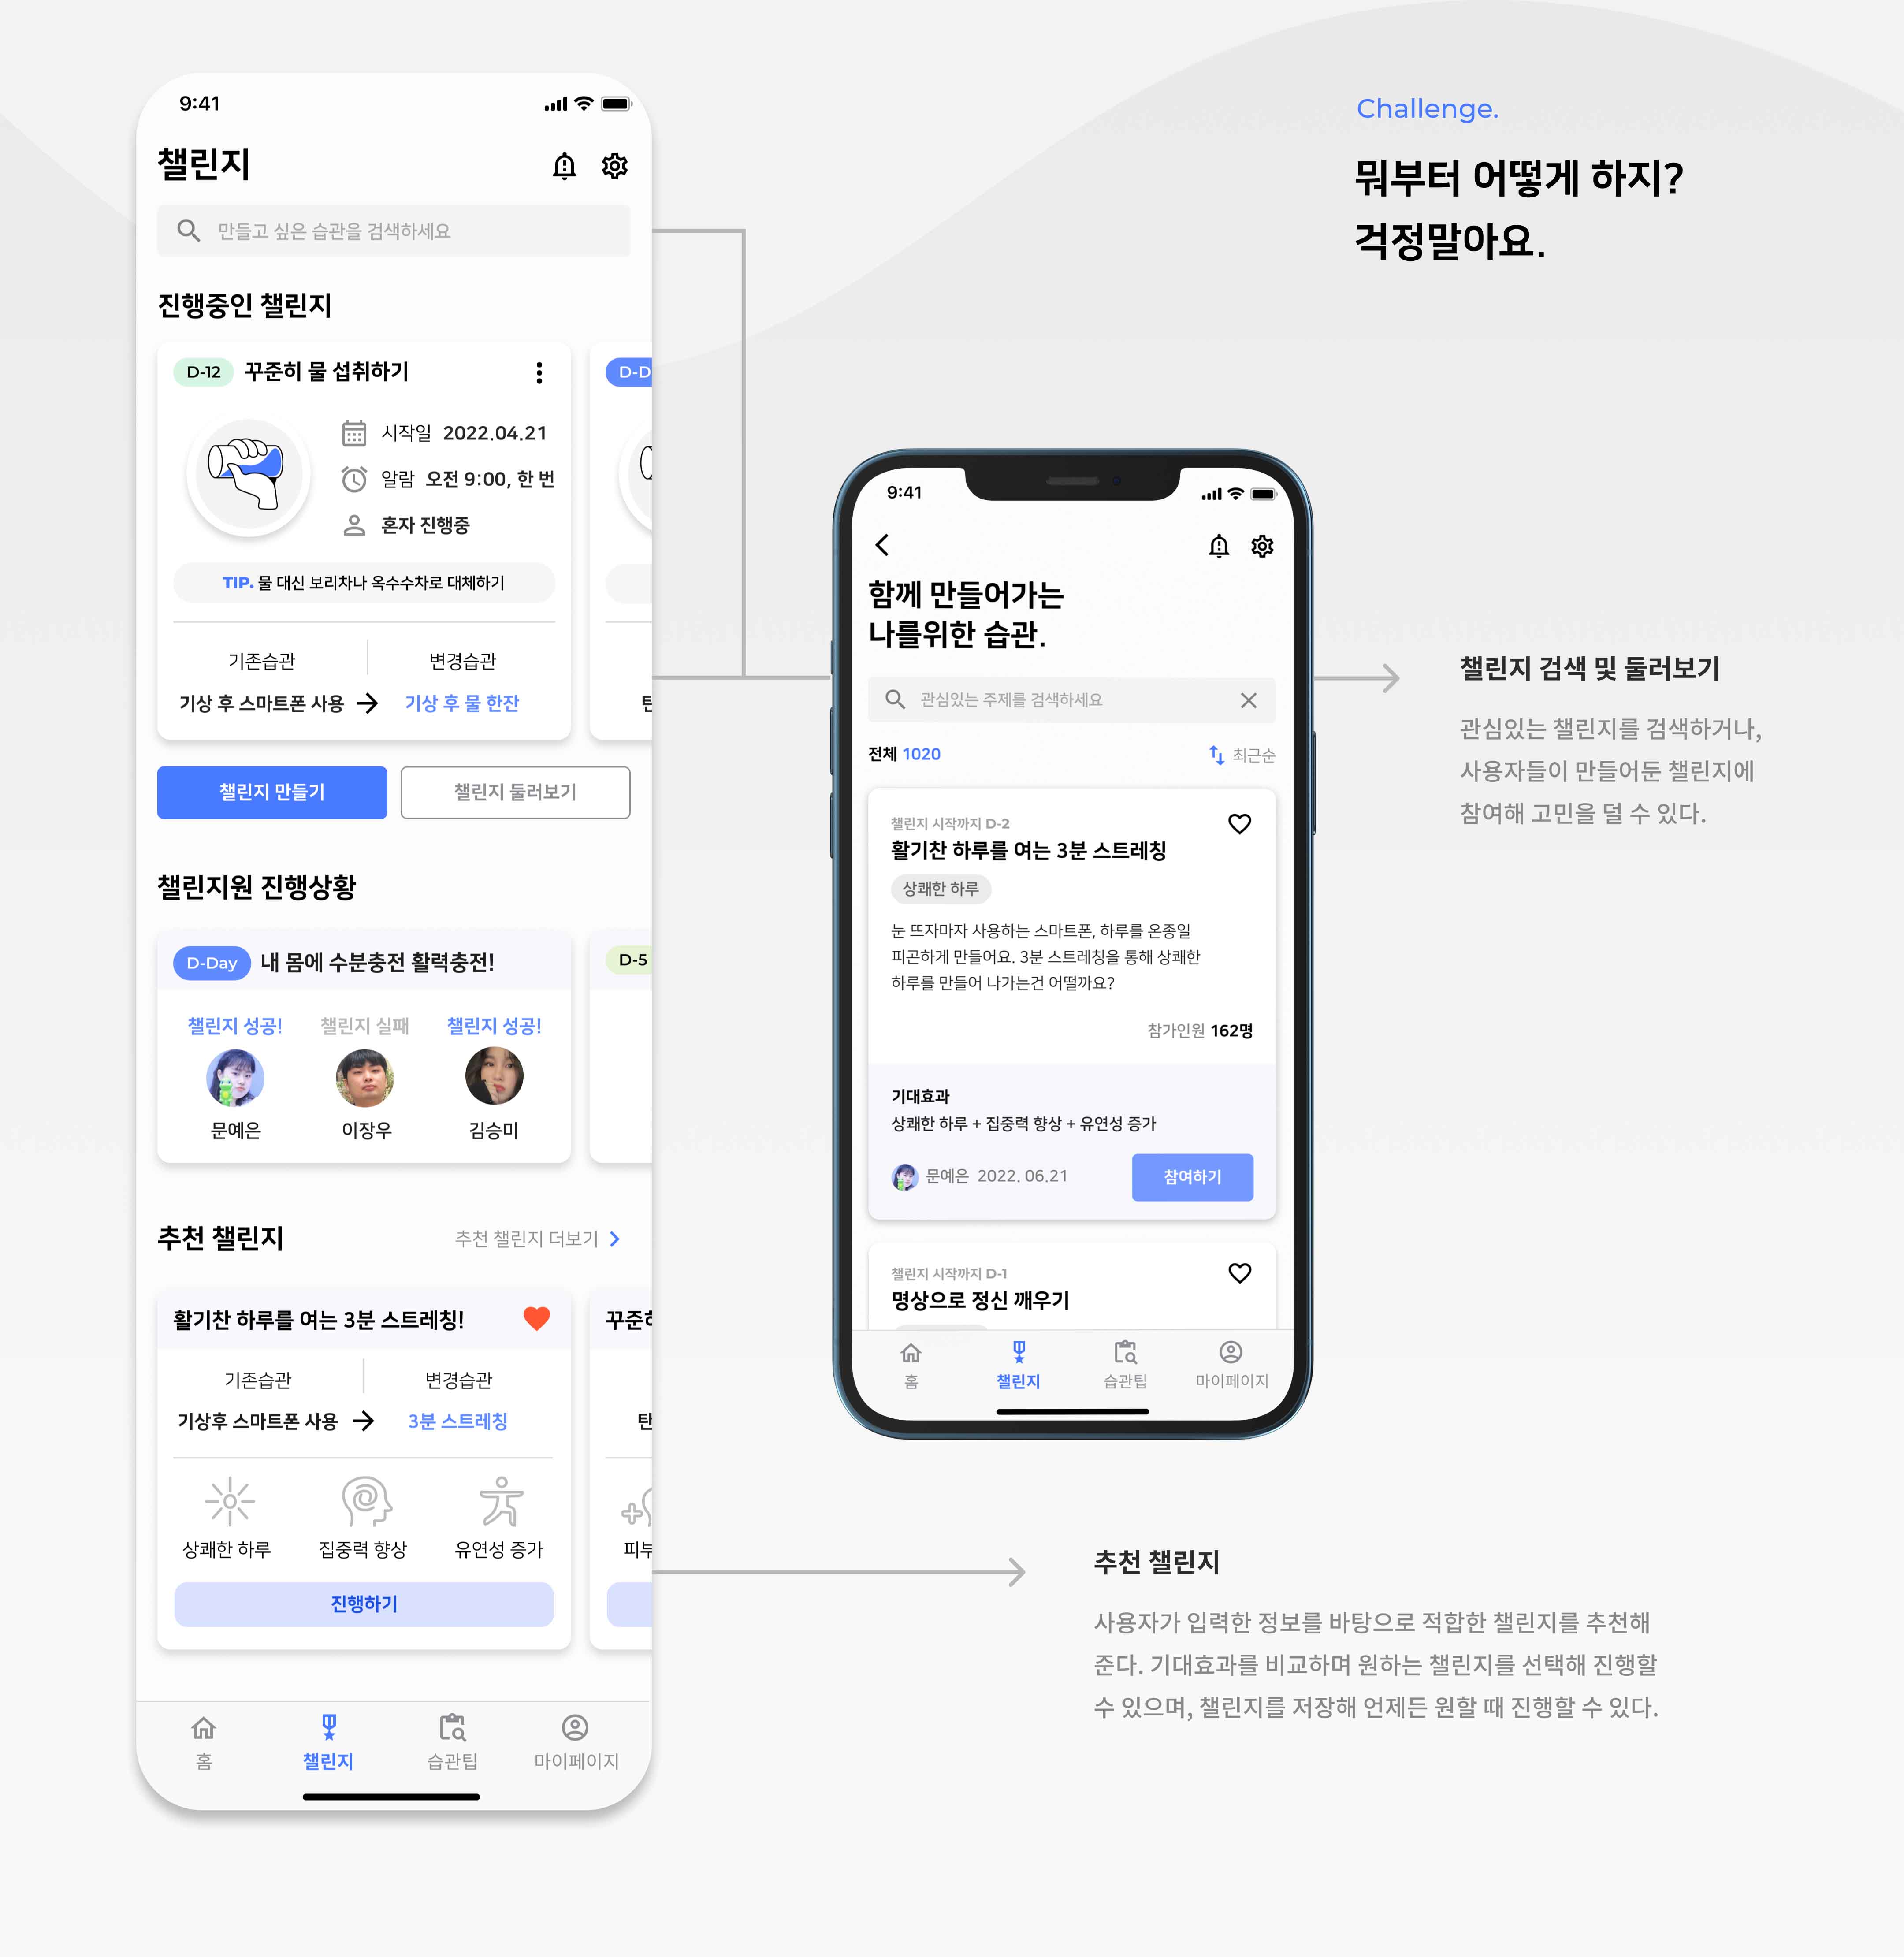 9:41
챌린지
만들고 싶은 습관을 검색하세요
진행중인 챌린지
D-12 꾸준히 물 섭취하기
시작일 2022.04.21
알람 오전 9:00, 한 번
혼자 진행중
TIP. 물 대신 보리차나 옥수수차로 대체하기
기존습관 변경습관
기상 후 스마트폰 사용 → 기상 후 물 한잔
D-D
탄
챌린지 만들기 챌린지 둘러보기
챌린지원 진행상황
D-Day 내 몸에 수분충전 활력충전!
D-5
챌린지 성공! 챌린지 실패 챌린지 성공!
문예은 이장우 김승미
추천 챌린지 추천 챌린지 더보기 >
활기찬 하루를 여는 3분 스트레칭!
꾸준히
기존습관 변경습관
기상후 스마트폰 사용 → 3분 스트레칭
탄
상쾌한 하루 집중력 향상 유연성 증가
피부
진행하기
홈 챌린지 습관팁 마이페이지
Challenge.
뭐부터 어떻게 하지?
걱정말아요.
9:41
함께 만들어가는
나를위한 습관.
관심있는 주제를 검색하세요
전체 1020 최근순
챌린지 시작까지 D-2
활기찬 하루를 여는 3분 스트레칭
상쾌한 하루
눈 뜨자마자 사용하는 스마트폰, 하루를 온종일
피곤하게 만들어요. 3분 스트레칭을 통해 상쾌한
하루를 만들어 나가는건 어떨까요?
참가인원 162명
기대효과
상쾌한 하루 + 집중력 향상 + 유연성 증가
문예은 2022. 06.21 참여하기
챌린지 시작까지 D-1
명상으로 정신 깨우기
홈 챌린지 습관팁 마이페이지
챌린지 검색 및 둘러보기
관심있는 챌린지를 검색하거나,
사용자들이 만들어둔 챌린지에
참여해 고민을 덜 수 있다.
추천 챌린지
사용자가 입력한 정보를 바탕으로 적합한 챌린지를 추천해
준다. 기대효과를 비교하며 원하는 챌린지를 선택해 진행할
수 있으며, 챌린지를 저장해 언제든 원할 때 진행할 수 있다.